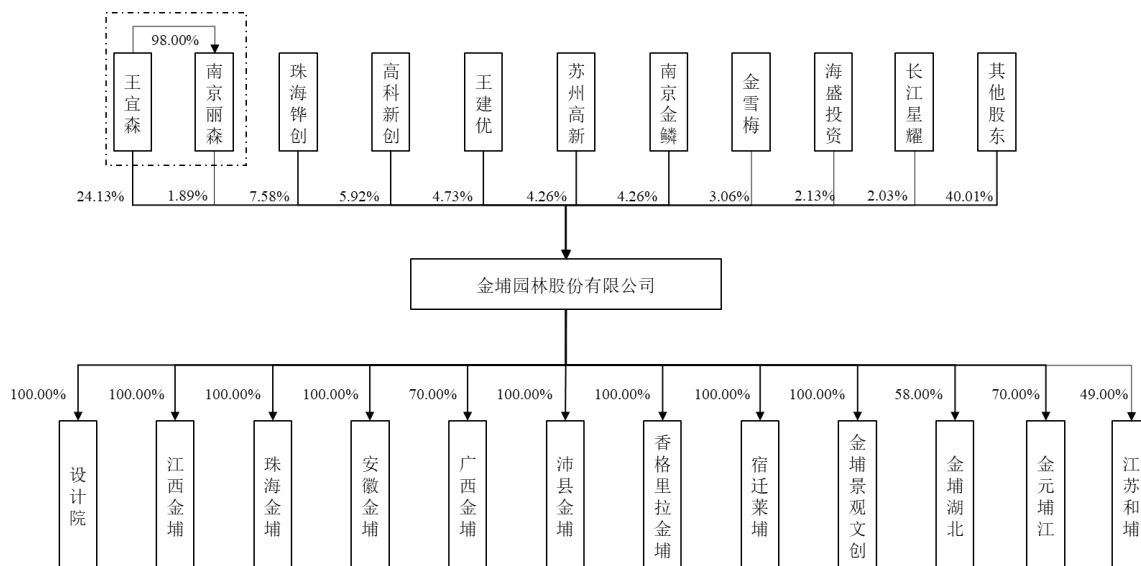 98.00%
王宜森
南京丽森
珠海铧创
高科新创
王建优
苏州高新
南京金鳞
金雪梅
海盛投资
长江星耀
其他股东
24.13%
1.89%
7.58%
5.92%
4.73%
4.26%
4.26%
3.06%
2.13%
2.03%
40.01%
金埔园林股份有限公司
100.00%
100.00%
100.00%
100.00%
70.00%
100.00%
100.00%
100.00%
100.00%
58.00%
70.00%
49.00%
设计院
江西金埔
珠海金埔
安徽金埔
广西金埔
沛县金埔
香格里拉金埔
宿迁莱埔
金埔景观文创
金埔湖北
金元埔江
江苏和埔